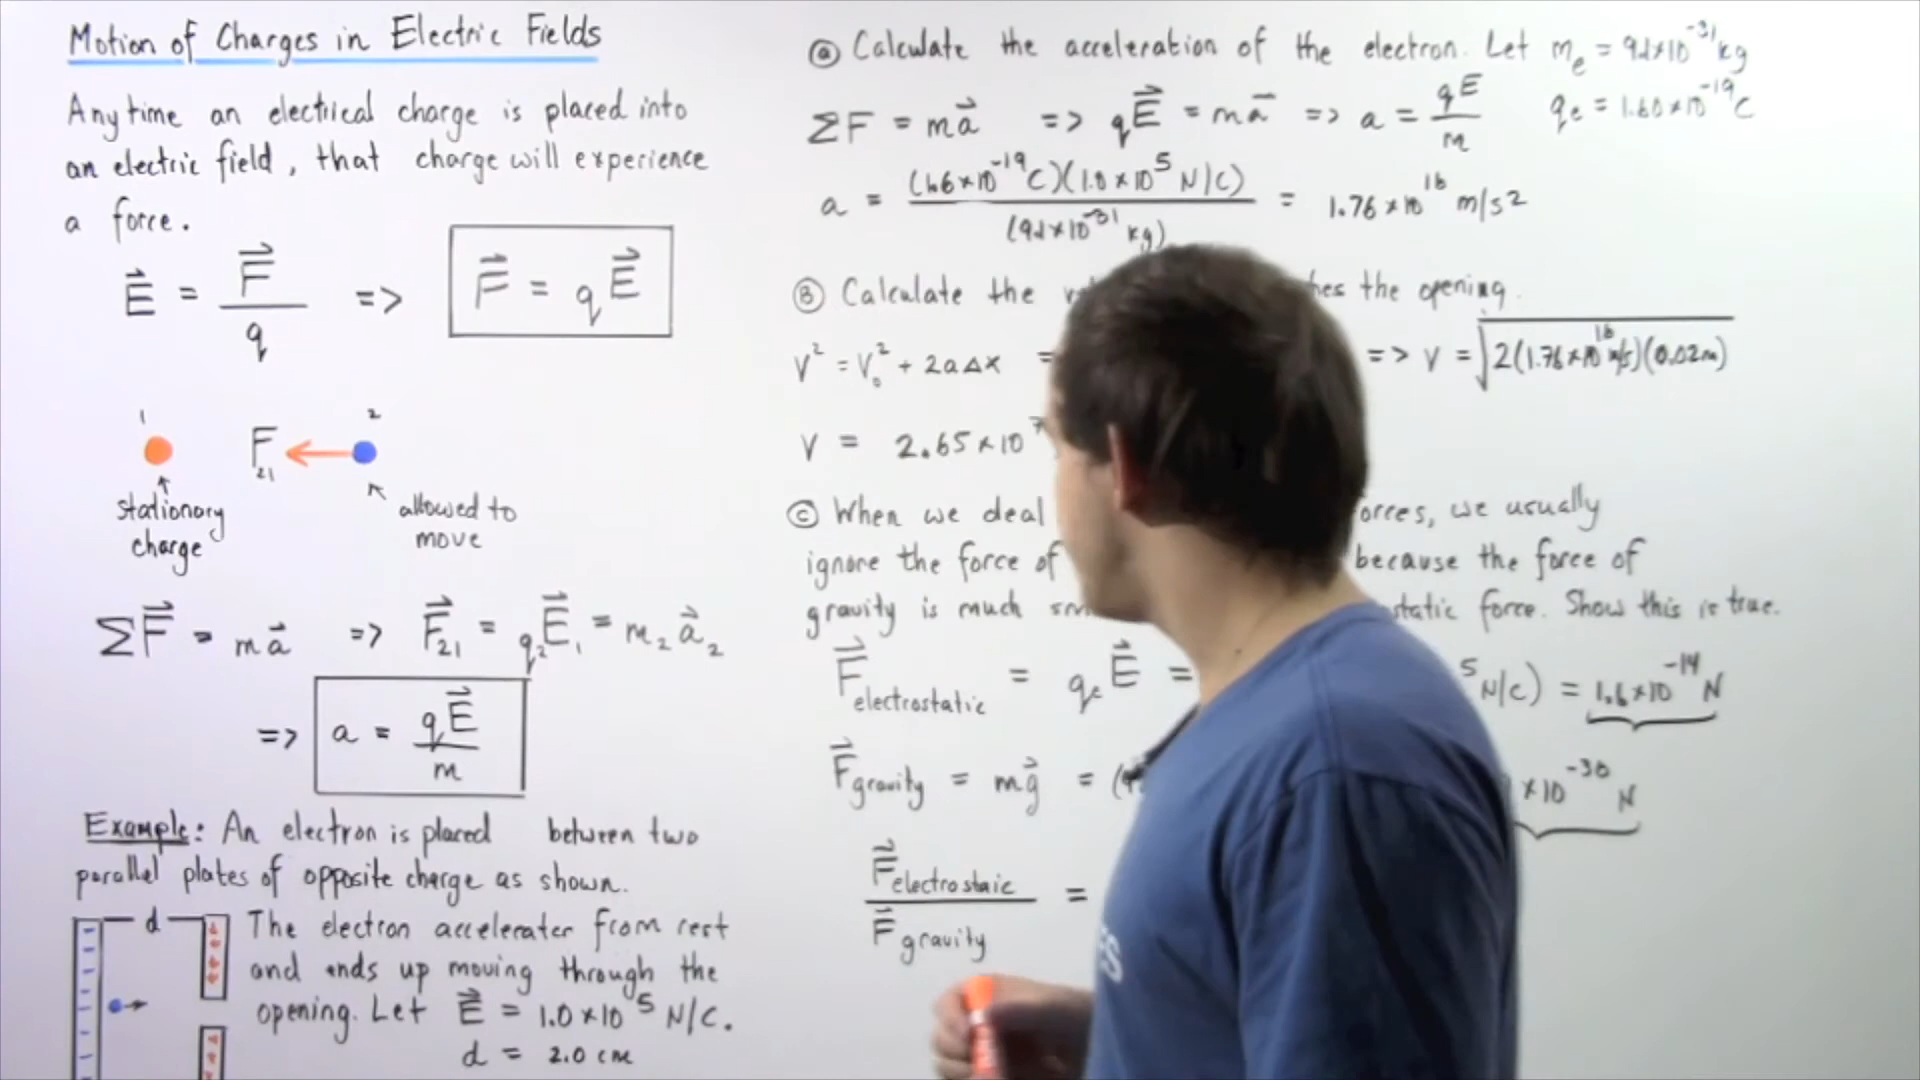 Motion of Charges in Electric Fields
Anytime an electrical charge is placed into
an electric field, that charge will experience
a force.
E = F/q => F = qE
1 2
F21
stationary charge
allowed to move
ΣF = ma => F21 = q2E1 = m2a2
=> a = qE/m
Example: An electron is placed between two
parallel plates of opposite charge as shown.
d
The electron accelerater from rest
and ends up moving through the
opening. Let E = 1.0×10^5 N/C.
d = 2.0 cm
Ⓐ Calculate the acceleration of the electron. Let me = 9.1×10^-31 kg
ΣF = ma => qE = ma => a = qE/m qe = 1.60×10^-19 C
a = (1.6×10^-19 C)(1.0×10^5 N/C)/(9.1×10^-31 kg) = 1.76×10^16 m/s2
Ⓑ Calculate the the opening.
V² = V0² + 2aΔx = => V = √2(1.76×10^16 m/s)(0.02m)
V = 2.65×10^7
Ⓒ When we deal orces, we usually
ignore the force of because the force of
gravity is much static force. Show this is true.
Felectrostatic = qeE = 5 N/C) = 1.6×10^-14 N
Fgravity = mg = ( ×10^-30 N
Felectrostaic/Fgravity =